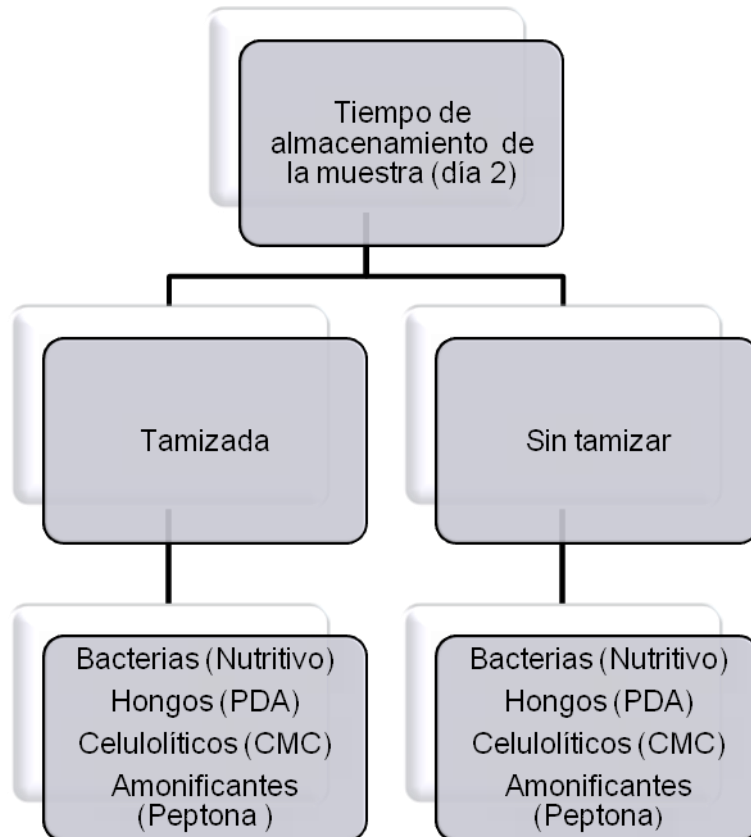 Tiempo de
almacenamiento de
la muestra (día 2)
Tamizada
Sin tamizar
Bacterias (Nutritivo)
Hongos (PDA)
Celulolíticos (CMC)
Amonificantes
(Peptona )
Bacterias (Nutritivo)
Hongos (PDA)
Celulolíticos (CMC)
Amonificantes
(Peptona)